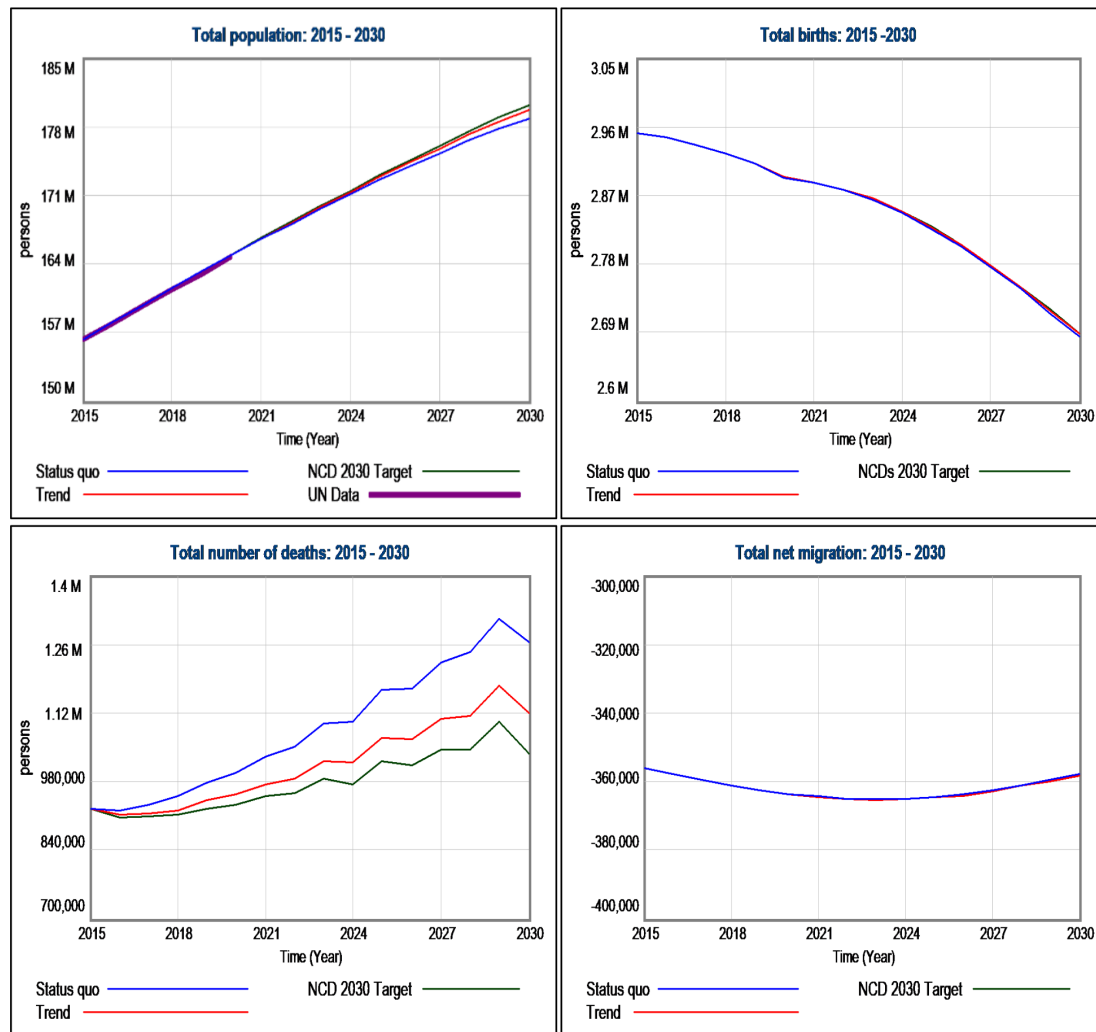 Total population: 2015 - 2030
185 M
178 M
171 M
164 M
157 M
150 M
persons
2015 2018 2021 2024 2027 2030
Time (Year)
Status quo NCD 2030 Target
Trend UN Data
Total births: 2015 -2030
3.05 M
2.96 M
2.87 M
2.78 M
2.69 M
2.6 M
persons
2015 2018 2021 2024 2027 2030
Time (Year)
Status quo NCDs 2030 Target
Trend
Total number of deaths: 2015 - 2030
1.4 M
1.26 M
1.12 M
980,000
840,000
700,000
persons
2015 2018 2021 2024 2027 2030
Time (Year)
Status quo NCD 2030 Target
Trend
Total net migration: 2015 - 2030
-300,000
-320,000
-340,000
-360,000
-380,000
-400,000
2015 2018 2021 2024 2027 2030
Time (Year)
Status quo NCD 2030 Target
Trend